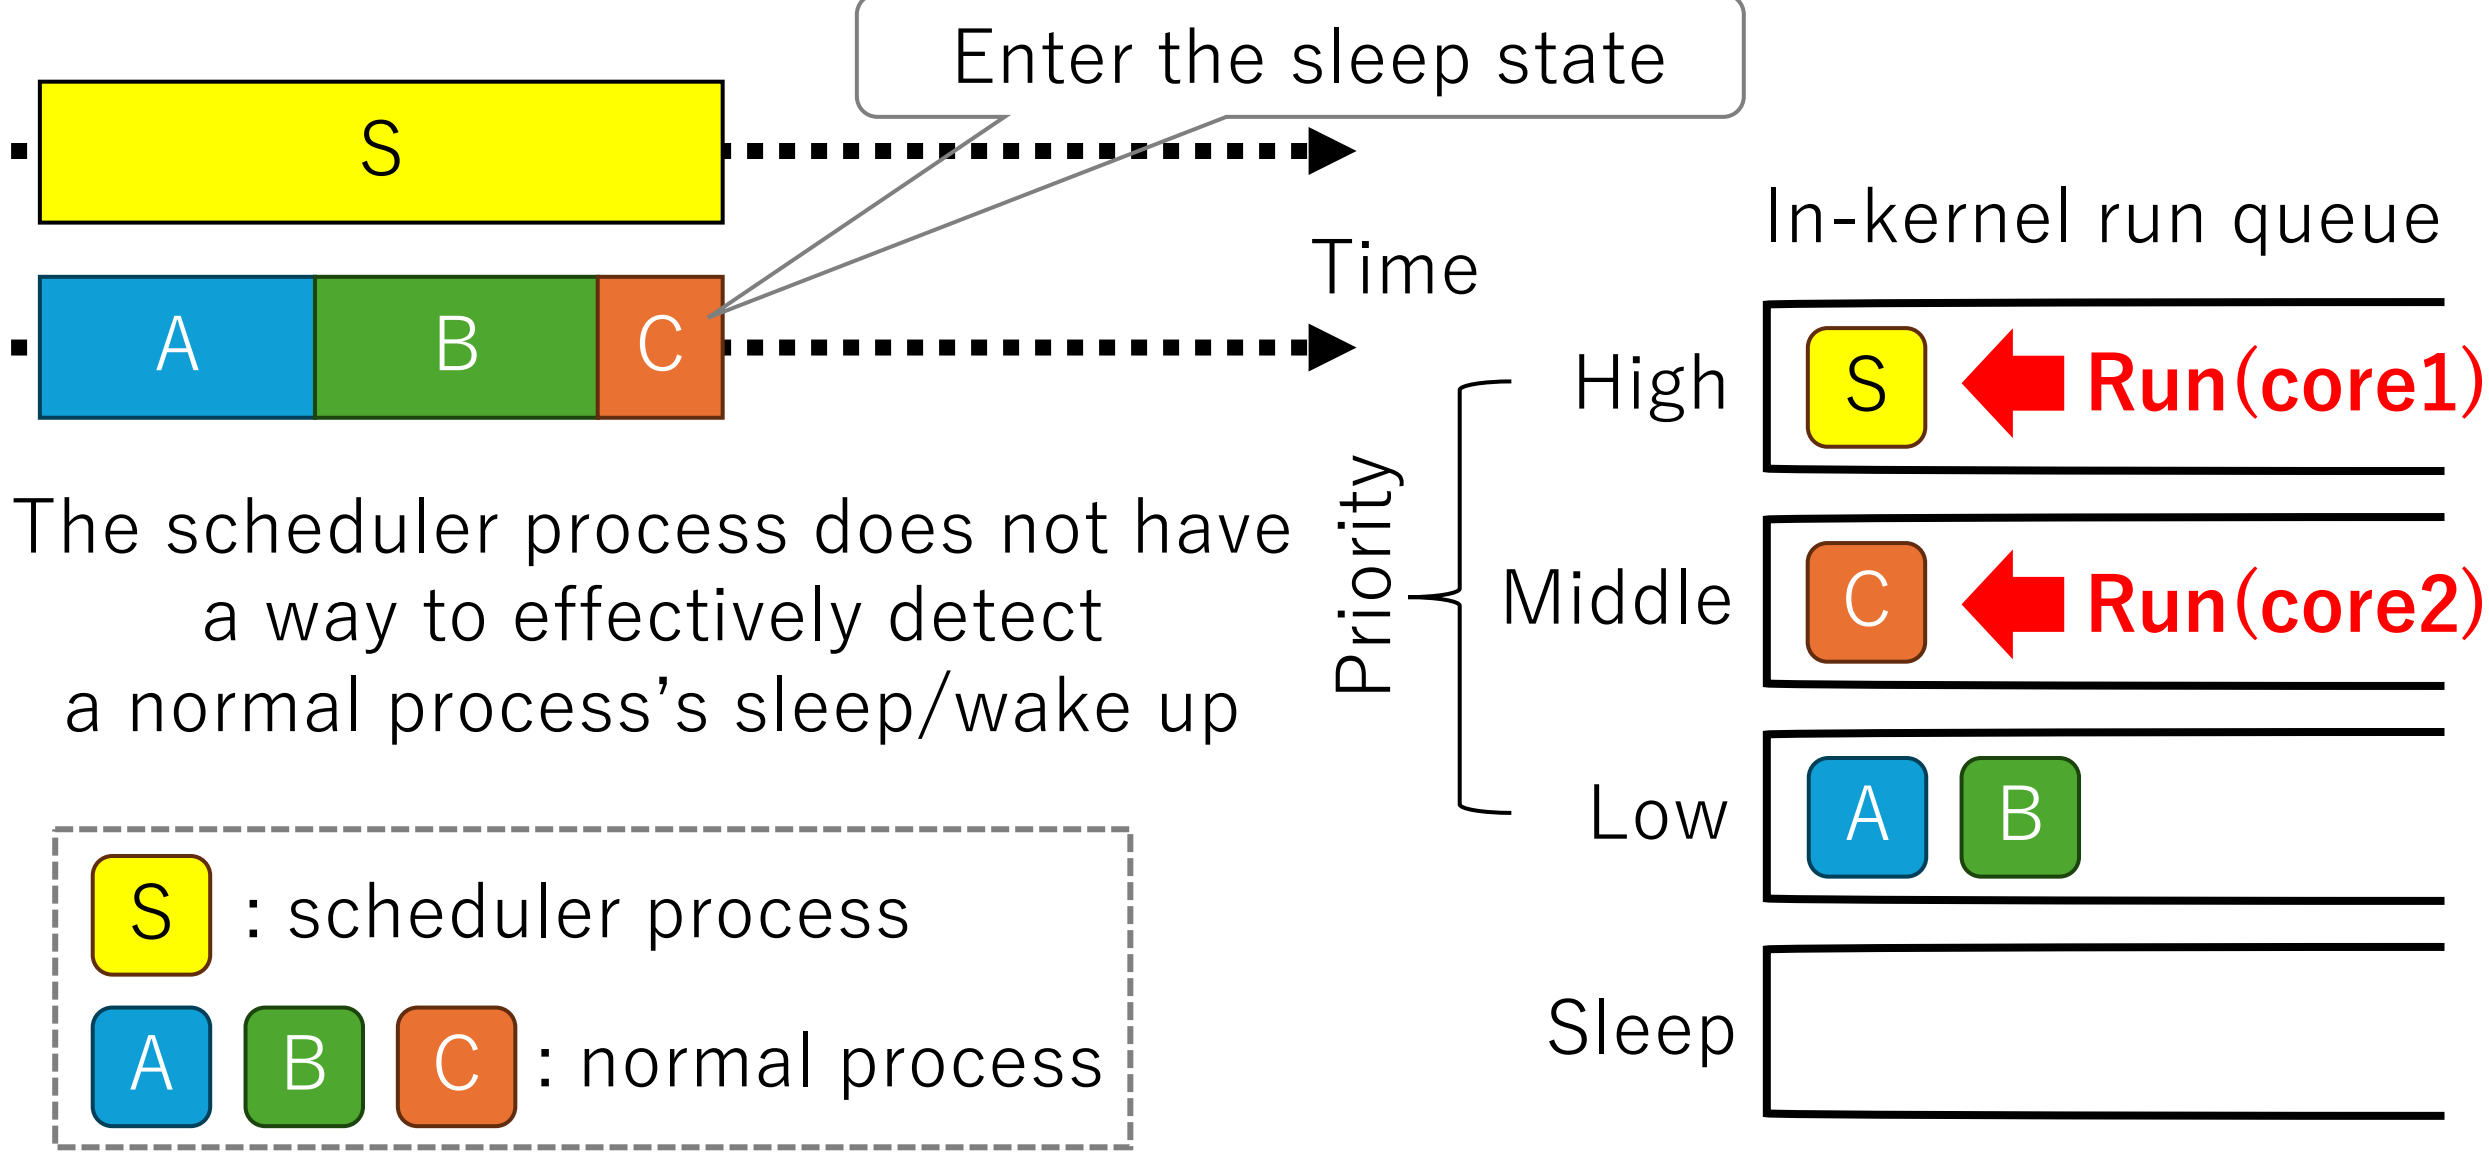 Enter the sleep state
S
A B C
Time
The scheduler process does not have
a way to effectively detect
a normal process’s sleep/wake up
S : scheduler process
A B C : normal process
In-kernel run queue
Priority
High
S Run(core1)
Middle
C Run(core2)
Low
A B
Sleep